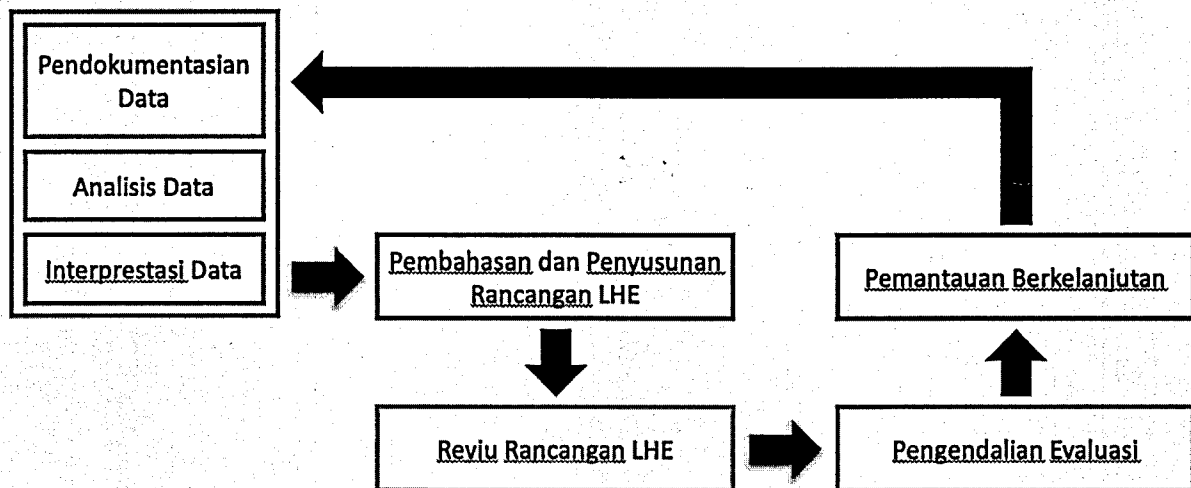 Pendokumentasian
Data
Analisis Data
Interprestasi Data
Pembahasan dan Penyusunan
Rancangan LHE
Reviu Rancangan LHE
Pengendalian Evaluasi
Pemantauan Berkelanjutan